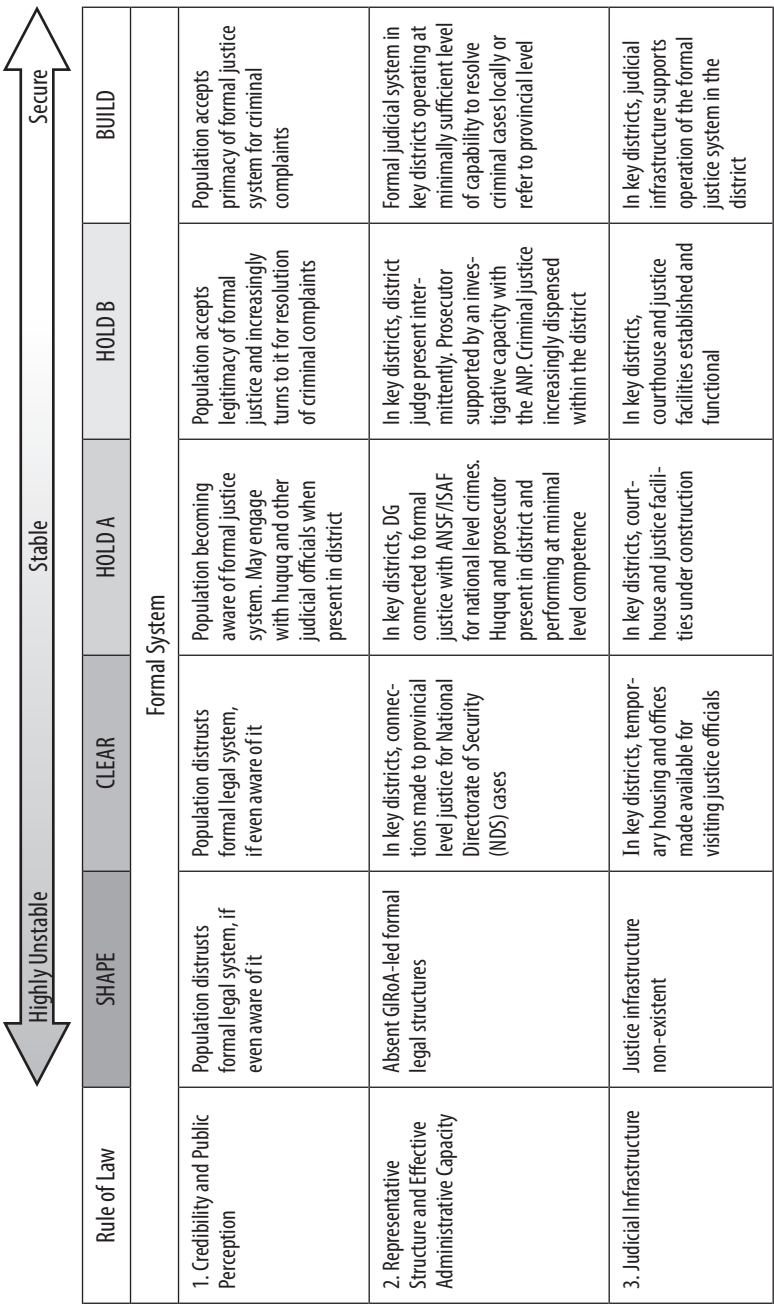 Highly Unstable
Stable
Secure
Rule of Law
SHAPE
CLEAR
HOLD A
HOLD B
BUILD
Formal System
1. Credibility and Public
Perception
Population distrusts
formal legal system, if
even aware of it
Population distrusts
formal legal system,
if even aware of it
Population becoming
aware of formal justice
system. May engage
with huquq and other
judicial officials when
present in district
Population accepts
legitimacy of formal
justice and increasingly
turns to it for resolution
of criminal complaints
Population accepts
primacy of formal justice
system for criminal
complaints
2. Representative
Structure and Effective
Administrative Capacity
Absent GIRoA-led formal
legal structures
In key districts, connec-
tions made to provincial
level justice for National
Directorate of Security
(NDS) cases
In key districts, DG
connected to formal
justice with ANSF/ISAF
for national level crimes.
Huquq and prosecutor
present in district and
performing at minimal
level competence
In key districts, district
judge present inter-
mittently. Prosecutor
supported by an inves-
tigative capacity with
the ANP. Criminal justice
increasingly dispensed
within the district
Formal judicial system in
key districts operating at
minimally sufficient level
of capability to resolve
criminal cases locally or
refer to provincial level
3. Judicial Infrastructure
Justice infrastructure
non-existent
In key districts, tempor-
ary housing and offices
made available for
visiting justice officials
In key districts, court-
house and justice facili-
ties under construction
In key districts,
courthouse and justice
facilities established and
functional
In key districts, judicial
infrastructure supports
operation of the formal
justice system in the
district